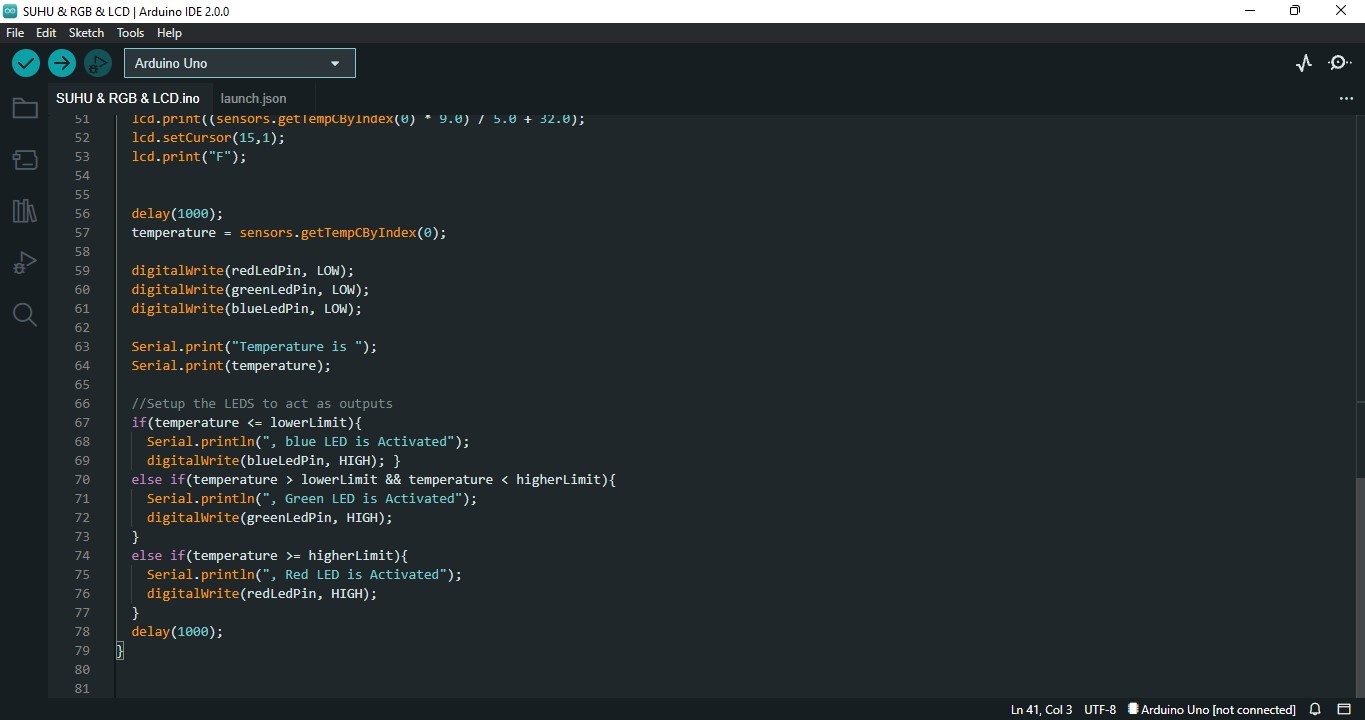 SUHU & RGB & LCD | Arduino IDE 2.0.0
File Edit Sketch Tools Help
Arduino Uno
SUHU & RGB & LCD.ino launch.json
51 lcd.print((sensors.getTempCByIndex(0) * 9.0) / 5.0 + 32.0);
52 lcd.setCursor(15,1);
53 lcd.print("F");
54
55
56 delay(1000);
57 temperature = sensors.getTempCByIndex(0);
58
59 digitalWrite(redLedPin, LOW);
60 digitalWrite(greenLedPin, LOW);
61 digitalWrite(blueLedPin, LOW);
62
63 Serial.print("Temperature is ");
64 Serial.print(temperature);
65
66 //Setup the LEDS to act as outputs
67 if(temperature <= lowerLimit){
68 Serial.println(", blue LED is Activated");
69 digitalWrite(blueLedPin, HIGH); }
70 else if(temperature > lowerLimit && temperature < higherLimit){
71 Serial.println(", Green LED is Activated");
72 digitalWrite(greenLedPin, HIGH);
73 }
74 else if(temperature >= higherLimit){
75 Serial.println(", Red LED is Activated");
76 digitalWrite(redLedPin, HIGH);
77 }
78 delay(1000);
79 }
80
81
Ln 41, Col 3 UTF-8 Arduino Uno [not connected]